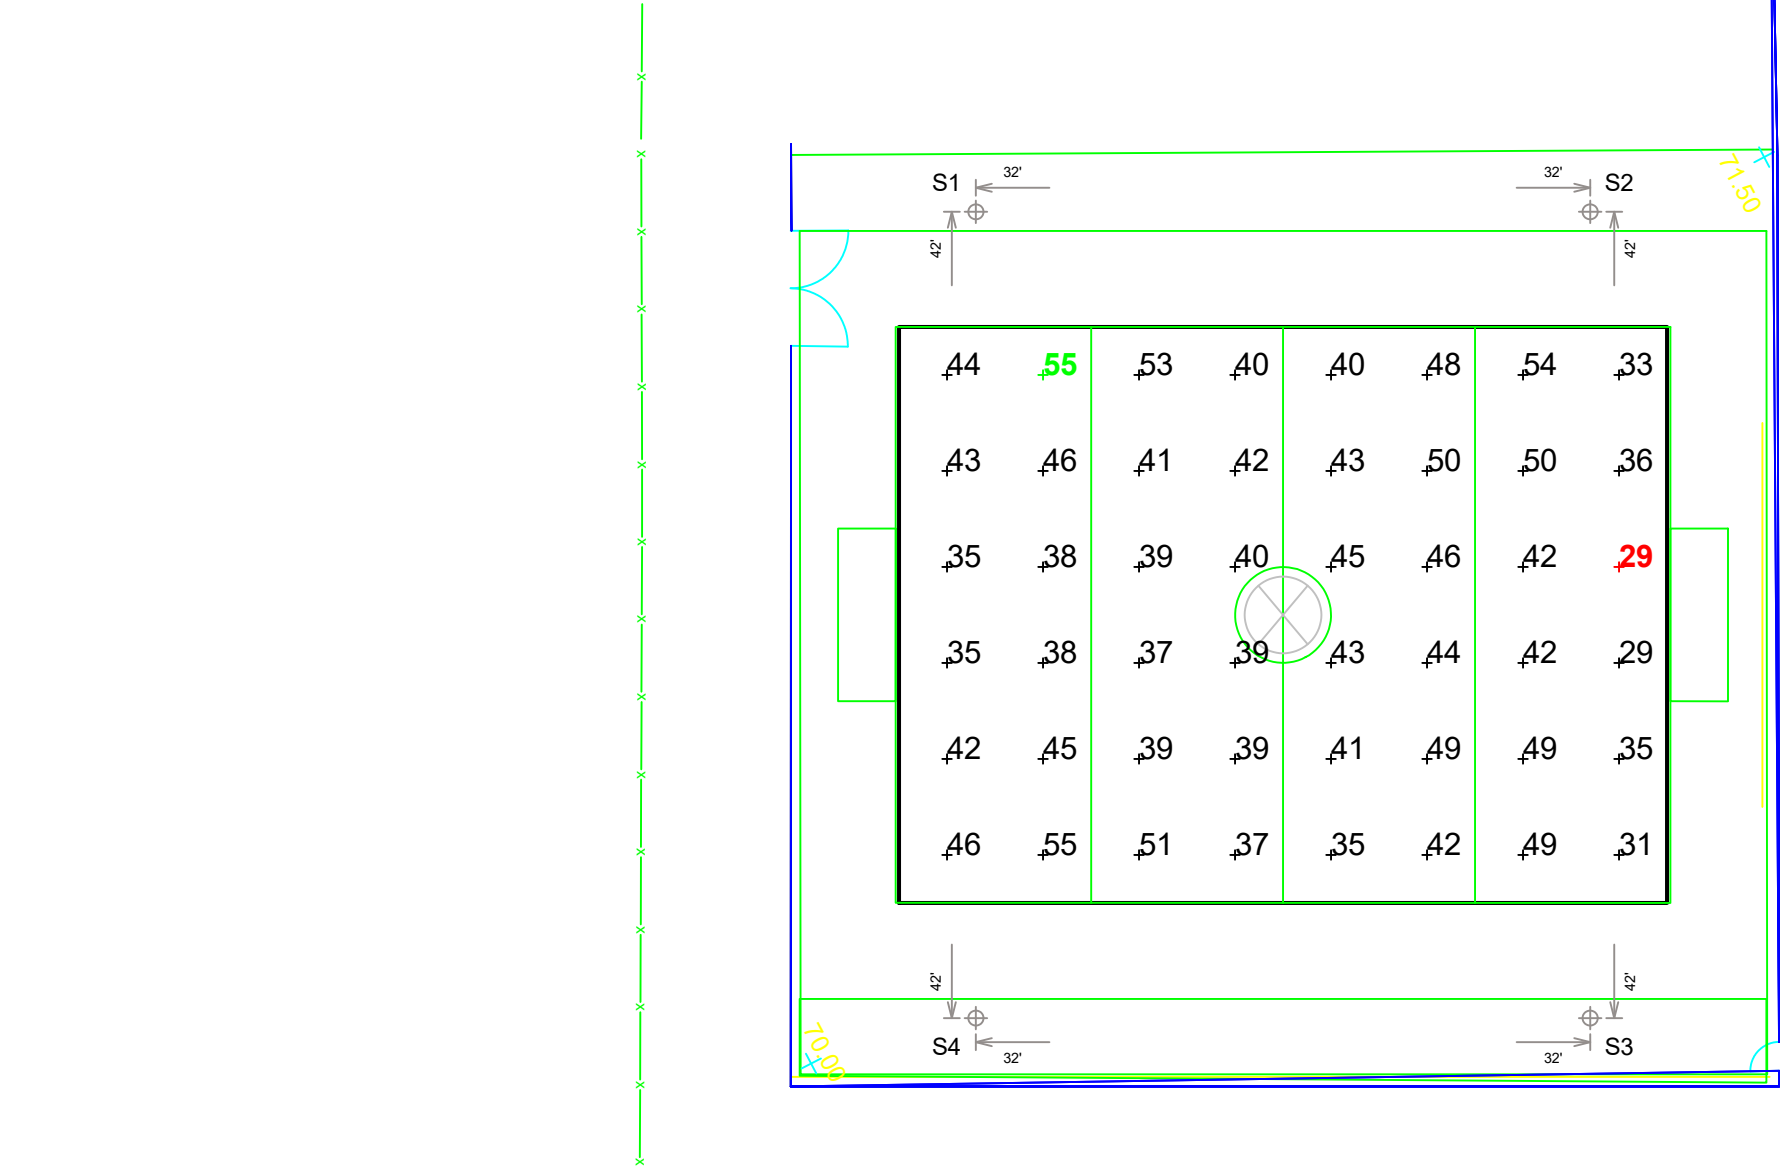 S1 32' 32' S2
71.50
42' 42'
44 55 53 40 40 48 54 33
43 46 41 42 43 50 50 36
35 38 39 40 45 46 42 29
35 38 37 39 43 44 42 29
42 45 39 39 41 49 49 35
46 55 51 37 35 42 49 31
42' 42'
70.00
S4 32' 32' S3